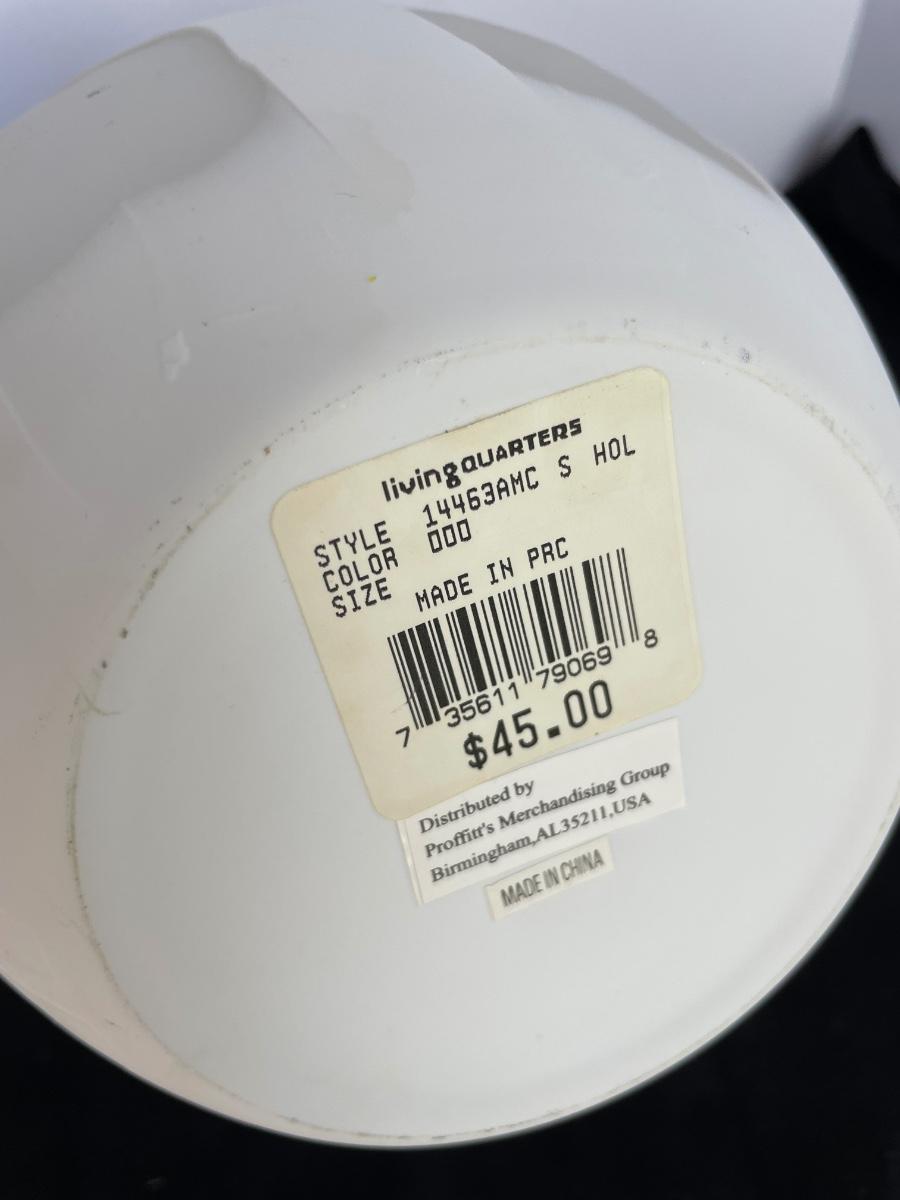 livingQUARTERS
STYLE 14463AMC S HOL
COLOR 000
SIZE MADE IN PRC
7 35611 79069 8
$45.00
Distributed by
Proffitt's Merchandising Group
Birmingham,AL35211,USA
MADE IN CHINA